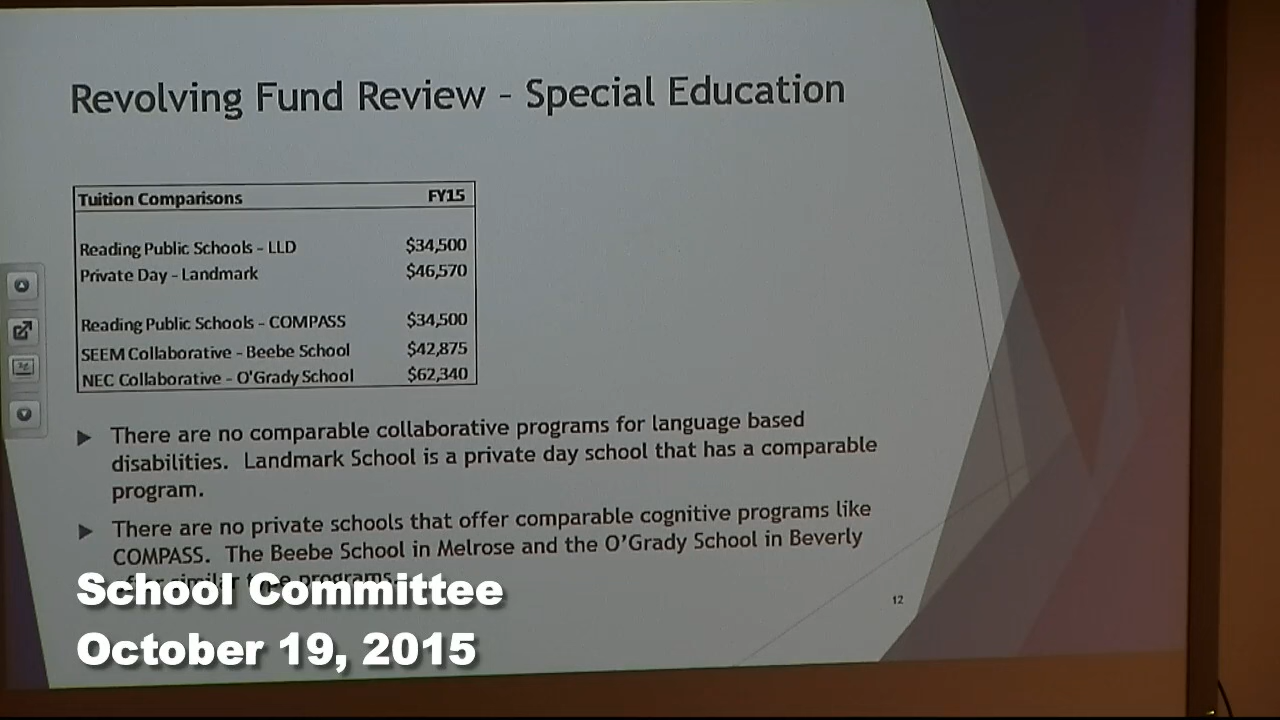 Revolving Fund Review - Special Education
Tuition Comparisons FY15
Reading Public Schools - LLD $34,500
Private Day - Landmark $46,570
Reading Public Schools - COMPASS $34,500
SEEM Collaborative - Beebe School $42,875
NEC Collaborative - O'Grady School $62,340
There are no comparable collaborative programs for language based
disabilities. Landmark School is a private day school that has a comparable
program.
There are no private schools that offer comparable cognitive programs like
COMPASS. The Beebe School in Melrose and the O'Grady School in Beverly
programs.
School Committee
October 19, 2015
12